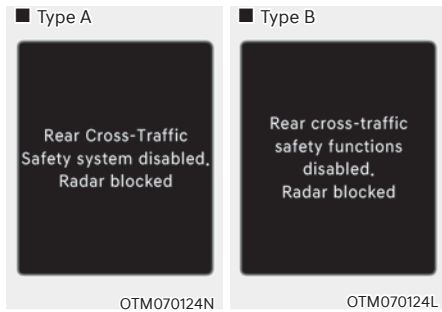 ■ Type A
Rear Cross-Traffic
Safety system disabled.
Radar blocked
OTM070124N
■ Type B
Rear cross-traffic
safety functions
disabled.
Radar blocked
OTM070124L